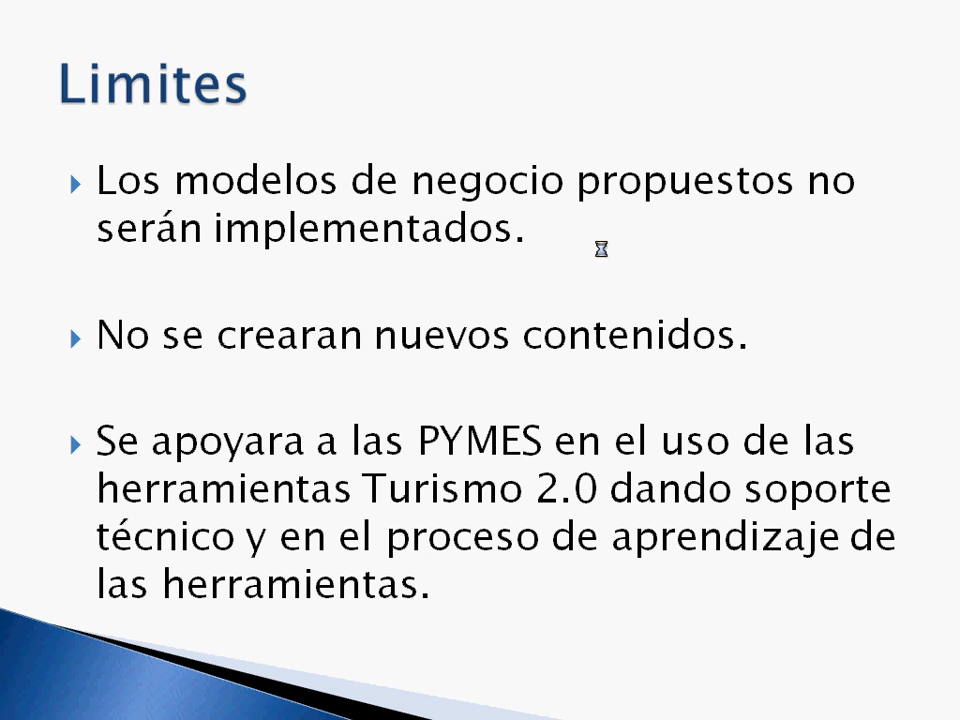 Limites
Los modelos de negocio propuestos no
serán implementados.
No se crearan nuevos contenidos.
Se apoyara a las PYMES en el uso de las
herramientas Turismo 2.0 dando soporte
técnico y en el proceso de aprendizaje de
las herramientas.